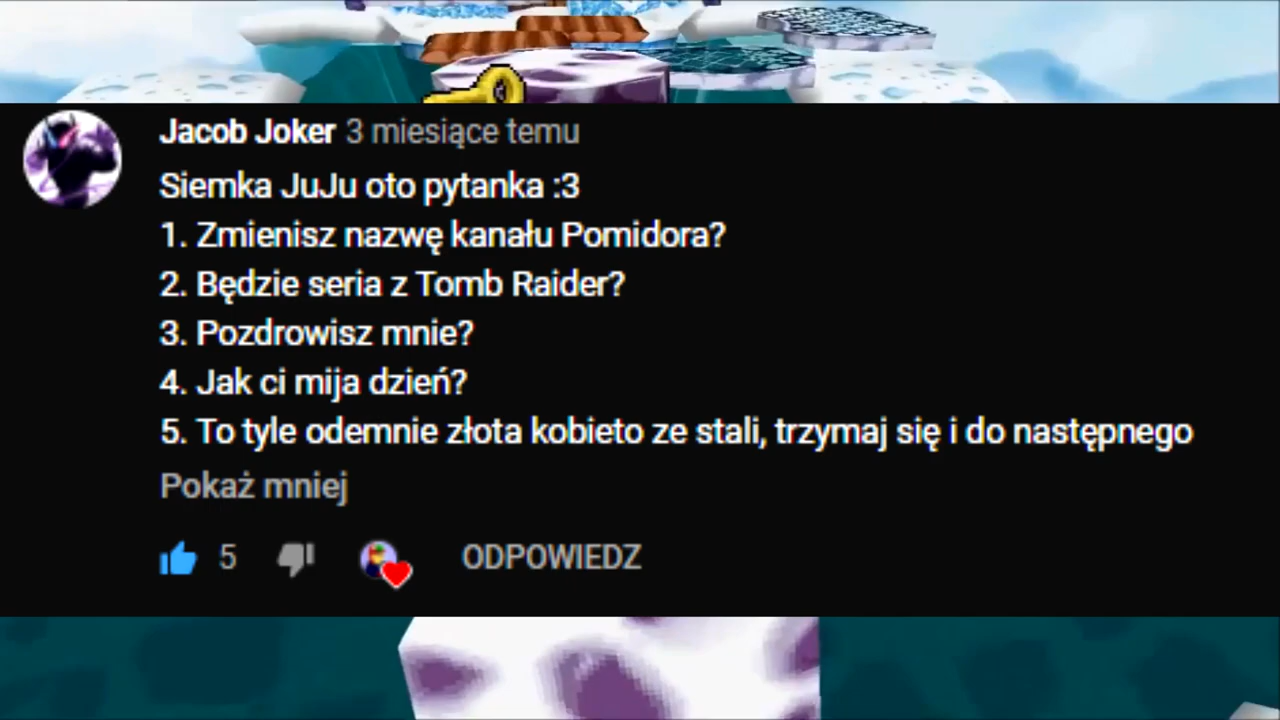 Jacob Joker 3 miesiące temu
Siemka JuJu oto pytanka :3
1. Zmienisz nazwę kanału Pomidora?
2. Będzie seria z Tomb Raider?
3. Pozdrowisz mnie?
4. Jak ci mija dzień?
5. To tyle odemnie złota kobieto ze stali, trzymaj się i do następnego
Pokaż mniej
5 ODPOWIEDZ